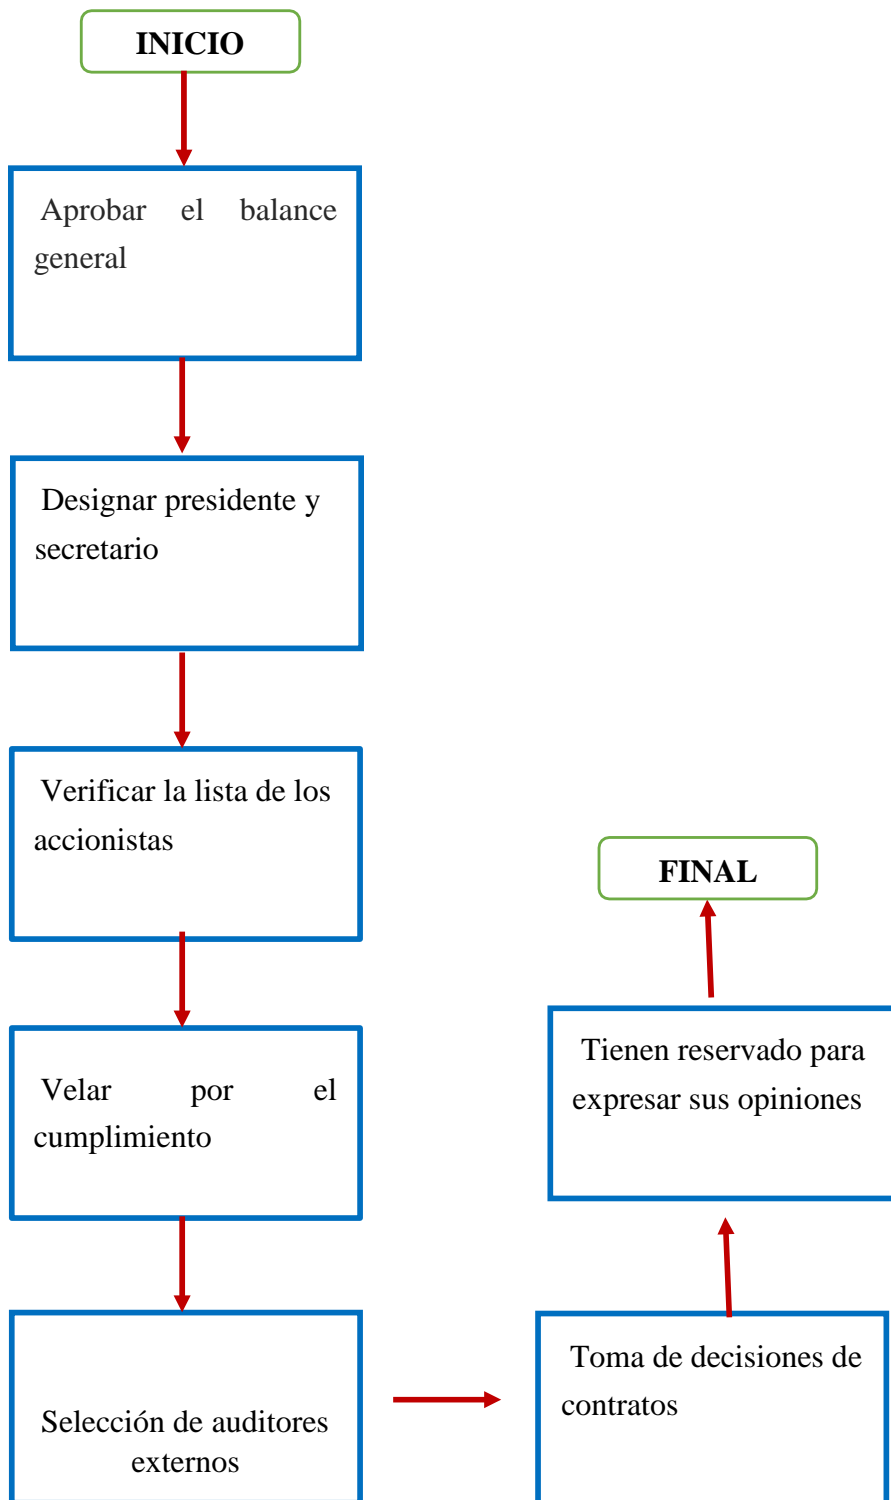 INICIO
Aprobar el balance
general
Designar presidente y
secretario
Verificar la lista de los
accionistas
Velar por el
cumplimiento
Selección de auditores
externos
Toma de decisiones de
contratos
Tienen reservado para
expresar sus opiniones
FINAL